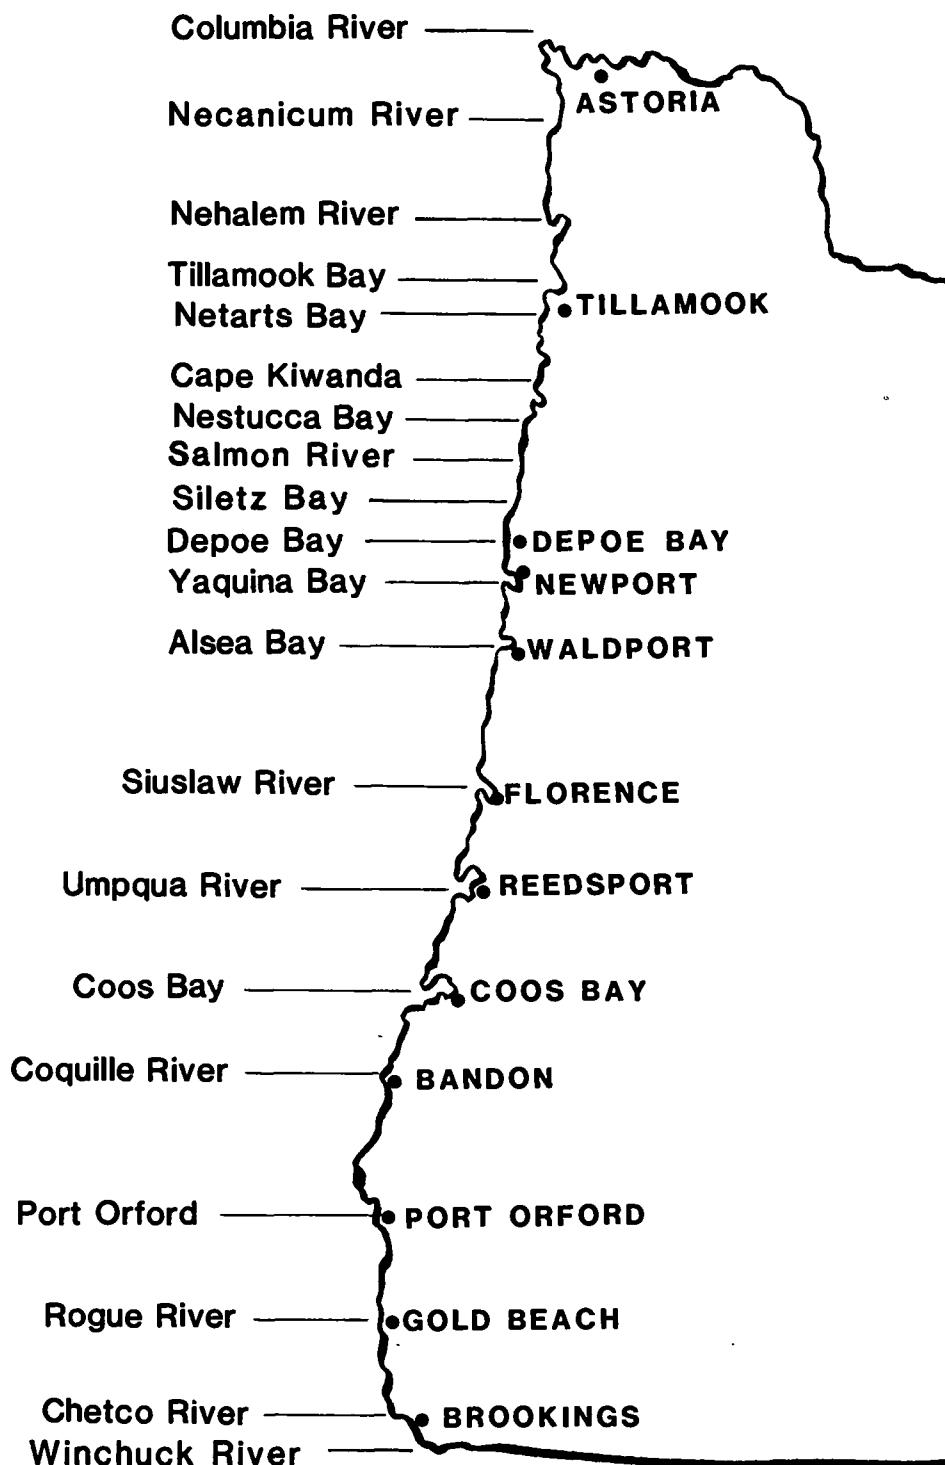 Columbia River
ASTORIA
Necanicum River
Nehalem River
Tillamook Bay
TILLAMOOK
Netarts Bay
Cape Kiwanda
Nestucca Bay
Salmon River
Siletz Bay
Depoe Bay
DEPOE BAY
Yaquina Bay
NEWPORT
Alsea Bay
WALDPORT
Siuslaw River
FLORENCE
Umpqua River
REEDSPORT
Coos Bay
COOS BAY
Coquille River
BANDON
Port Orford
PORT ORFORD
Rogue River
GOLD BEACH
Chetco River
BROOKINGS
Winchuck River